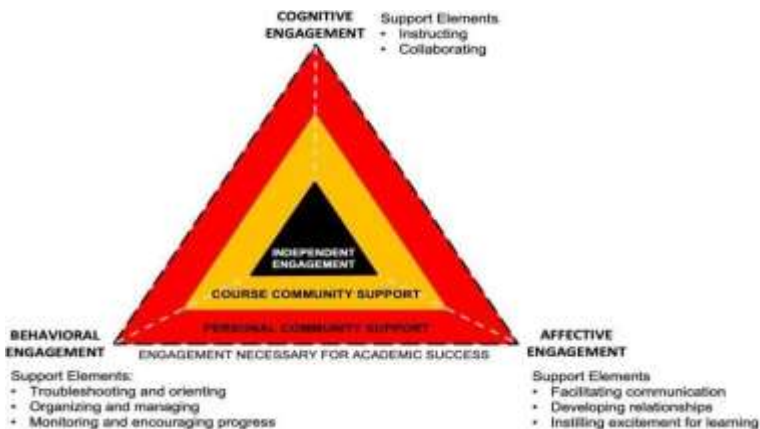 COGNITIVE
ENGAGEMENT
Support Elements
• Instructing
• Collaborating
INDEPENDENT
ENGAGEMENT
COURSE COMMUNITY SUPPORT
PERSONAL COMMUNITY SUPPORT
ENGAGEMENT NECESSARY FOR ACADEMIC SUCCESS
BEHAVIORAL
ENGAGEMENT
Support Elements:
• Troubleshooting and orienting
• Organizing and managing
• Monitoring and encouraging progress
AFFECTIVE
ENGAGEMENT
Support Elements
• Facilitating communication
• Developing relationships
• Instilling excitement for learning